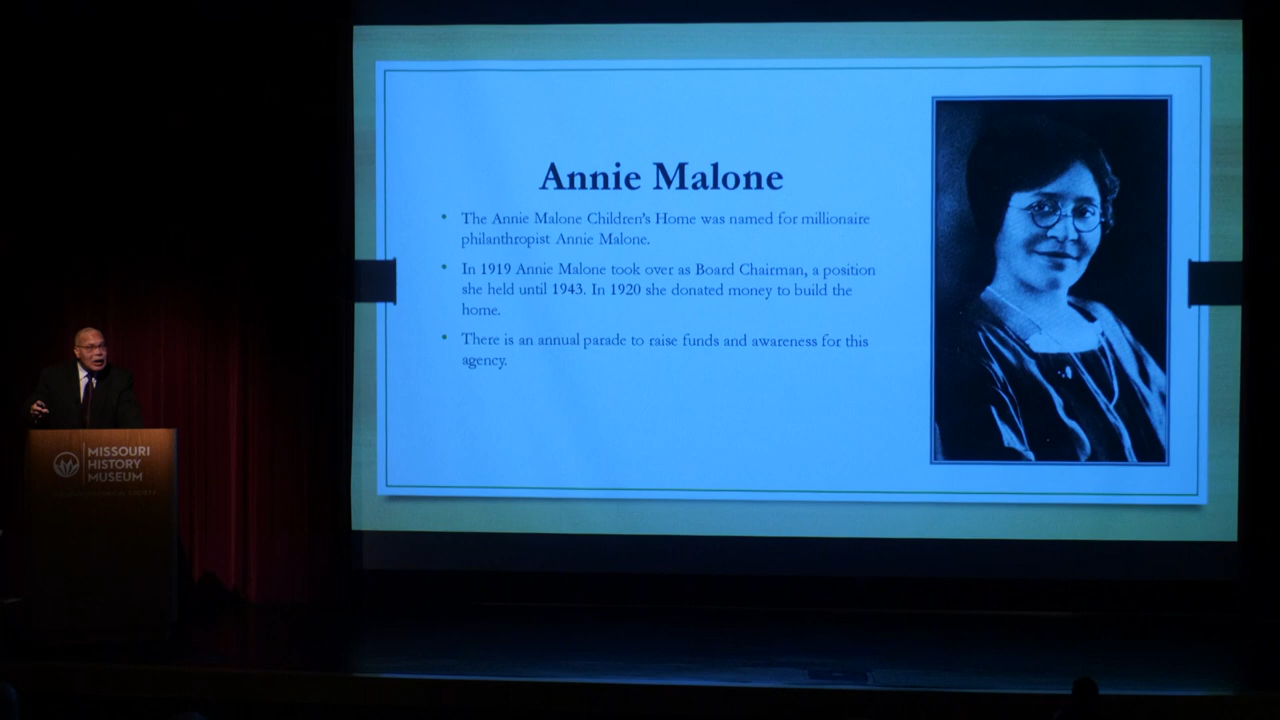 Annie Malone
• The Annie Malone Children's Home was named for millionaire
philanthropist Annie Malone.
• In 1919 Annie Malone took over as Board Chairman, a position
she held until 1943. In 1920 she donated money to build the
home.
• There is an annual parade to raise funds and awareness for this
agency.
MISSOURI
HISTORY
MUSEUM